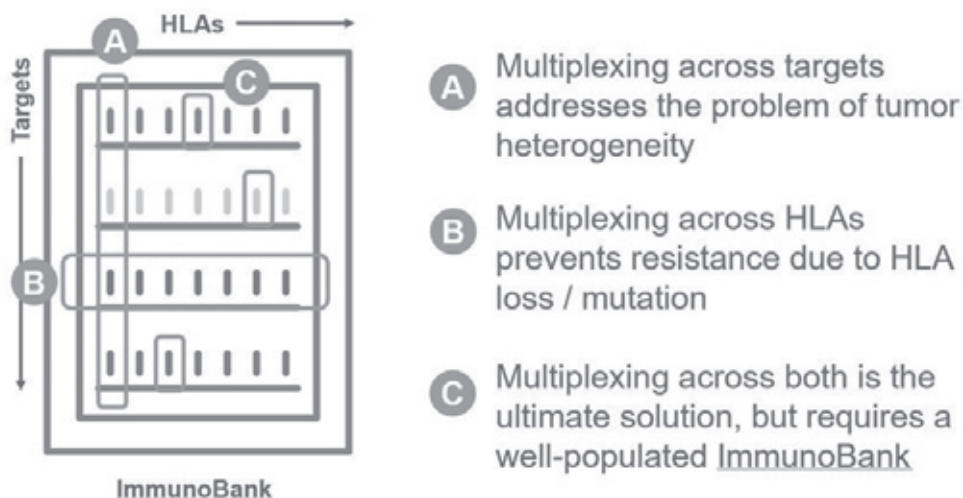 HLAs
A
C
Targets
B
ImmunoBank
A
Multiplexing across targets
addresses the problem of tumor
heterogeneity
B
Multiplexing across HLAs
prevents resistance due to HLA
loss / mutation
C
Multiplexing across both is the
ultimate solution, but requires a
well-populated ImmunoBank